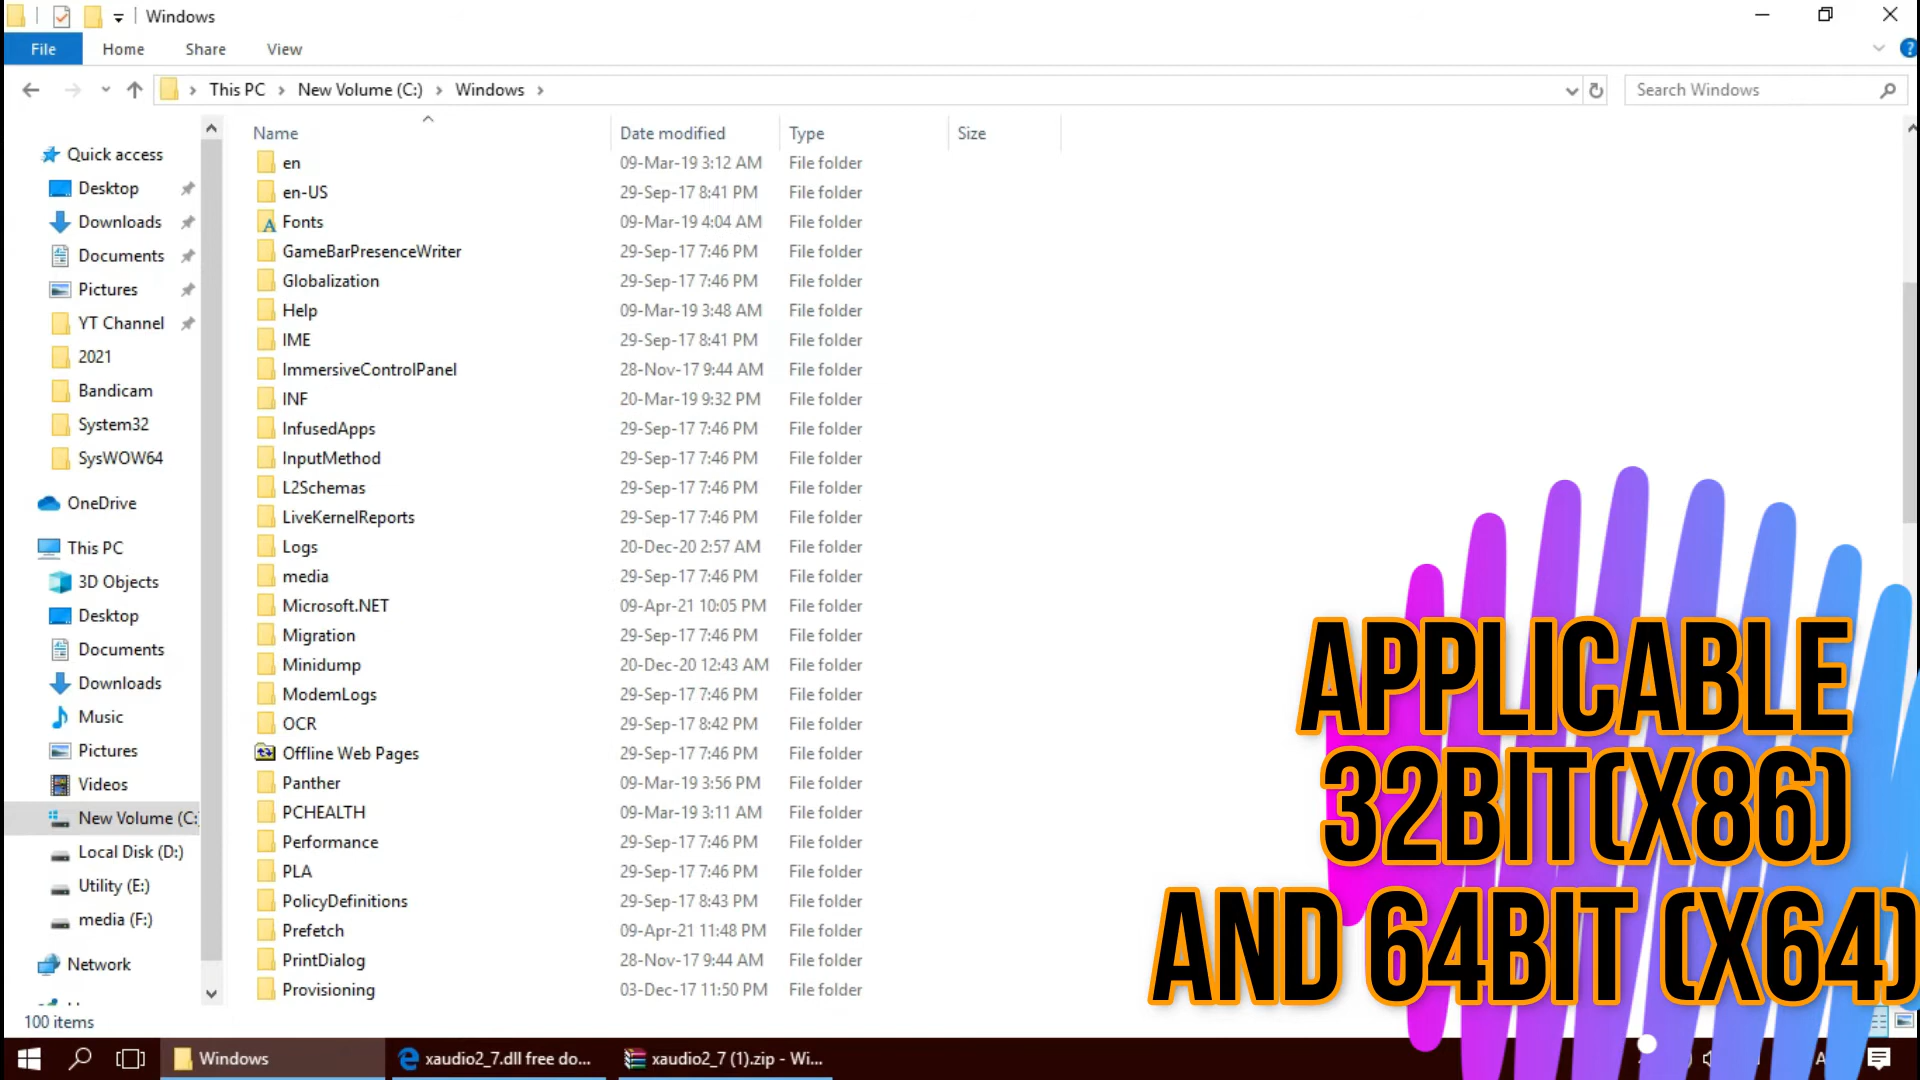 Windows
File Home Share View
This PC New Volume (C:) Windows
Search Windows
Name Date modified Type Size
Quick access
Desktop
Downloads
Documents
Pictures
YT Channel
2021
Bandicam
System32
SysWOW64
OneDrive
This PC
3D Objects
Desktop
Documents
Downloads
Music
Pictures
Videos
New Volume (C:
Local Disk (D:)
Utility (E:)
media (F:)
Network
en 09-Mar-19 3:12 AM File folder
en-US 29-Sep-17 8:41 PM File folder
Fonts 09-Mar-19 4:04 AM File folder
GameBarPresenceWriter 29-Sep-17 7:46 PM File folder
Globalization 29-Sep-17 7:46 PM File folder
Help 09-Mar-19 3:48 AM File folder
IME 29-Sep-17 8:41 PM File folder
ImmersiveControlPanel 28-Nov-17 9:44 AM File folder
INF 20-Mar-19 9:32 PM File folder
InfusedApps 29-Sep-17 7:46 PM File folder
InputMethod 29-Sep-17 7:46 PM File folder
L2Schemas 29-Sep-17 7:46 PM File folder
LiveKernelReports 29-Sep-17 7:46 PM File folder
Logs 20-Dec-20 2:57 AM File folder
media 29-Sep-17 7:46 PM File folder
Microsoft.NET 09-Apr-21 10:05 PM File folder
Migration 29-Sep-17 7:46 PM File folder
Minidump 20-Dec-20 12:43 AM File folder
ModemLogs 29-Sep-17 7:46 PM File folder
OCR 29-Sep-17 8:42 PM File folder
Offline Web Pages 29-Sep-17 7:46 PM File folder
Panther 09-Mar-19 3:56 PM File folder
PCHEALTH 09-Mar-19 3:11 AM File folder
Performance 29-Sep-17 7:46 PM File folder
PLA 29-Sep-17 7:46 PM File folder
PolicyDefinitions 29-Sep-17 8:43 PM File folder
Prefetch 09-Apr-21 11:48 PM File folder
PrintDialog 28-Nov-17 9:44 AM File folder
Provisioning 03-Dec-17 11:50 PM File folder
APPLICABLE
32BIT(X86)
AND 64BIT (X64)
100 items
Windows xaudio2_7.dll free do... xaudio2_7 (1).zip - Wi...